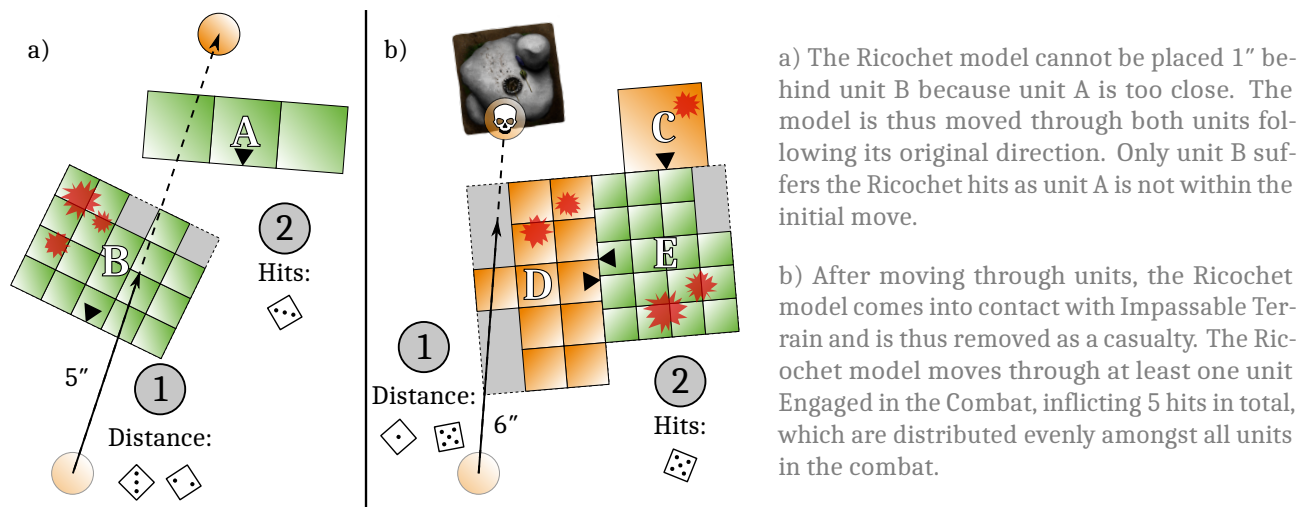 a)
A
B
5″
1
Distance:
2
Hits:
b)
C
D
E
1
Distance:
6″
2
Hits:
a) The Ricochet model cannot be placed 1″ be-
hind unit B because unit A is too close. The
model is thus moved through both units fol-
lowing its original direction. Only unit B suf-
fers the Ricochet hits as unit A is not within the
initial move.
b) After moving through units, the Ricochet
model comes into contact with Impassable Ter-
rain and is thus removed as a casualty. The Ric-
ochet model moves through at least one unit
Engaged in the Combat, inflicting 5 hits in total,
which are distributed evenly amongst all units
in the combat.